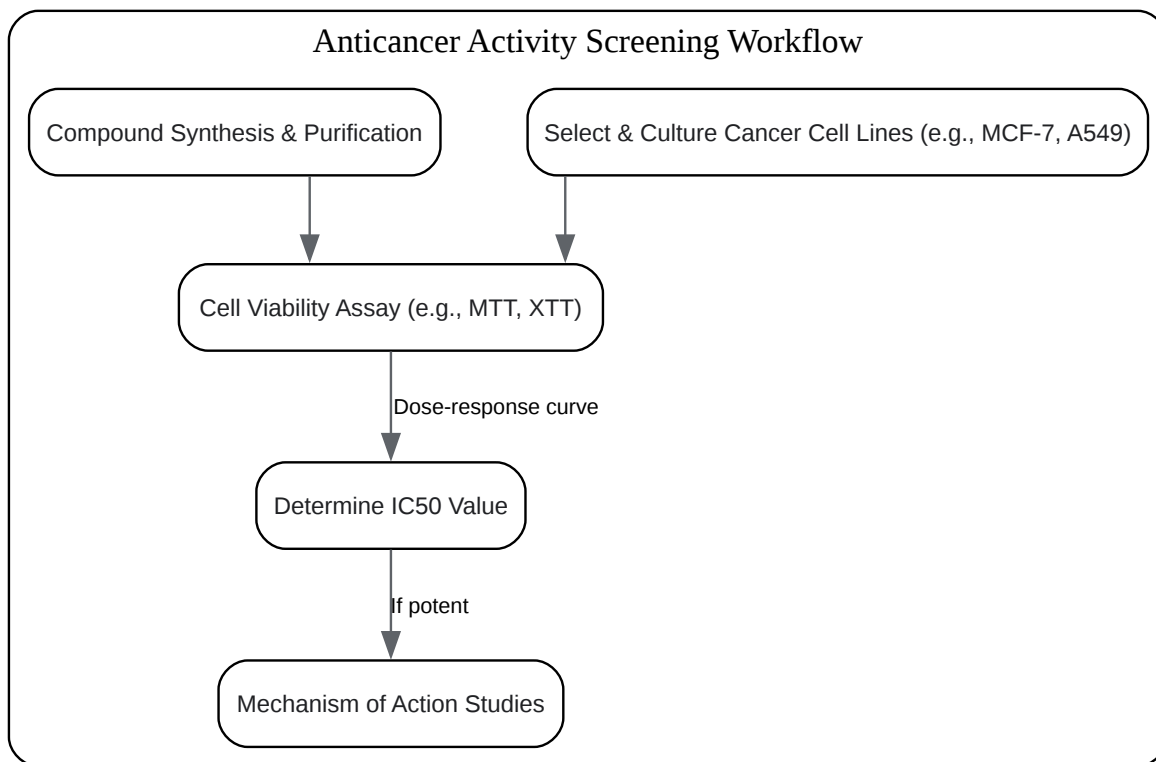 Anticancer Activity Screening Workflow
Compound Synthesis & Purification
Select & Culture Cancer Cell Lines (e.g., MCF-7, A549)
Cell Viability Assay (e.g., MTT, XTT)
Dose-response curve
Determine IC50 Value
If potent
Mechanism of Action Studies